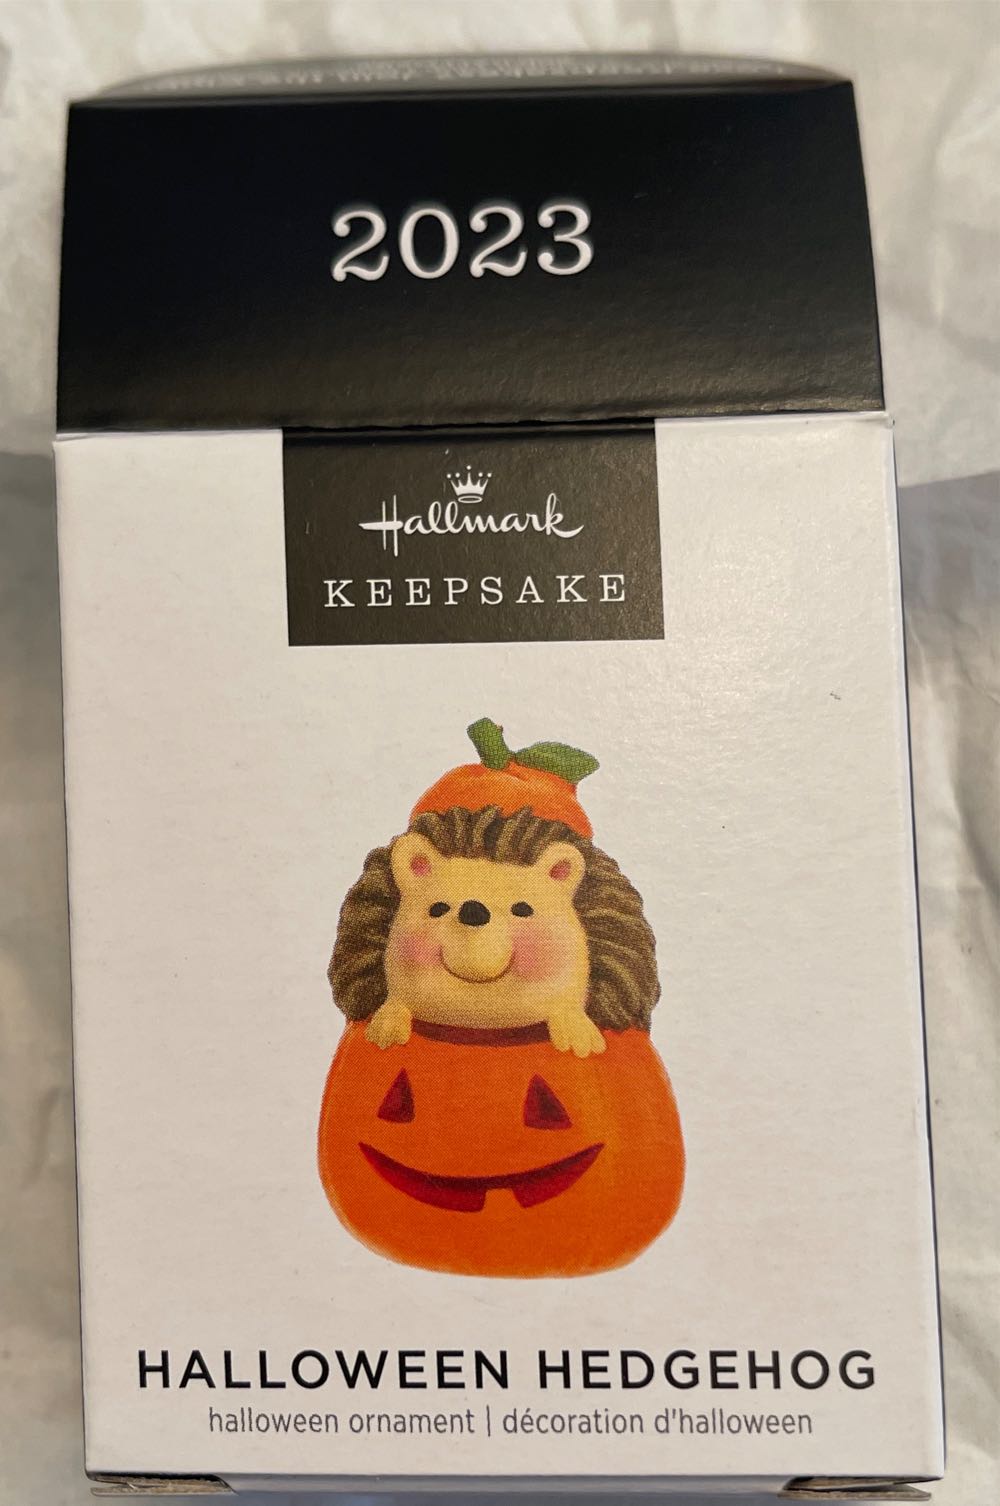 2023
Hallmark
KEEPSAKE
HALLOWEEN HEDGEHOG
halloween ornament | décoration d'halloween